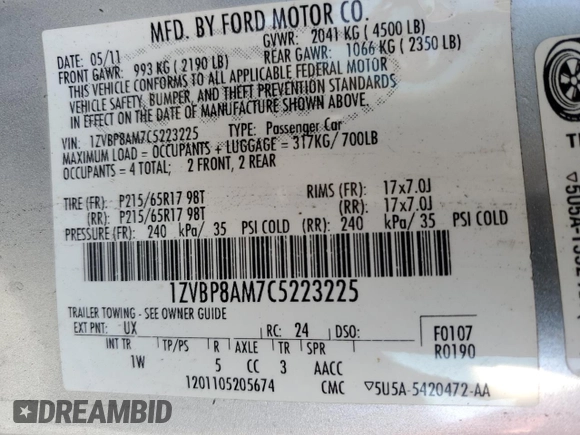 MFD. BY FORD MOTOR CO.
DATE: 05/11 GVWR: 2041 KG ( 4500 LB)
FRONT GAWR: 993 KG ( 2190 LB) REAR GAWR: 1066 KG ( 2350 LB)
THIS VEHICLE CONFORMS TO ALL APPLICABLE FEDERAL MOTOR
VEHICLE SAFETY, BUMPER, AND THEFT PREVENTION STANDARDS
IN EFFECT ON THE DATE OF MANUFACTURE SHOWN ABOVE.
VIN: 1ZVBP8AM7C5223225 TYPE: Passenger Car
MAXIMUM LOAD = OCCUPANTS + LUGGAGE = 317KG/ 700LB
OCCUPANTS = 4 TOTAL; 2 FRONT, 2 REAR
TIRE (FR): P215/65R17 98T RIMS (FR): 17x7.0J
(RR): P215/65R17 98T (RR): 17x7.0J
PRESSURE (FR): 240 kPa/ 35 PSI COLD (RR): 240 kPa/ 35 PSI COLD
1ZVBP8AM7C5223225
TRAILER TOWING - SEE OWNER GUIDE
EXT PNT: UX RC: 24 DSO: F0107
INT TR TP/PS R AXLE TR SPR R0190
1W 5 CC 3 AACC
1201105205674 CMC 5U5A-5420472-AA
DREAMBID